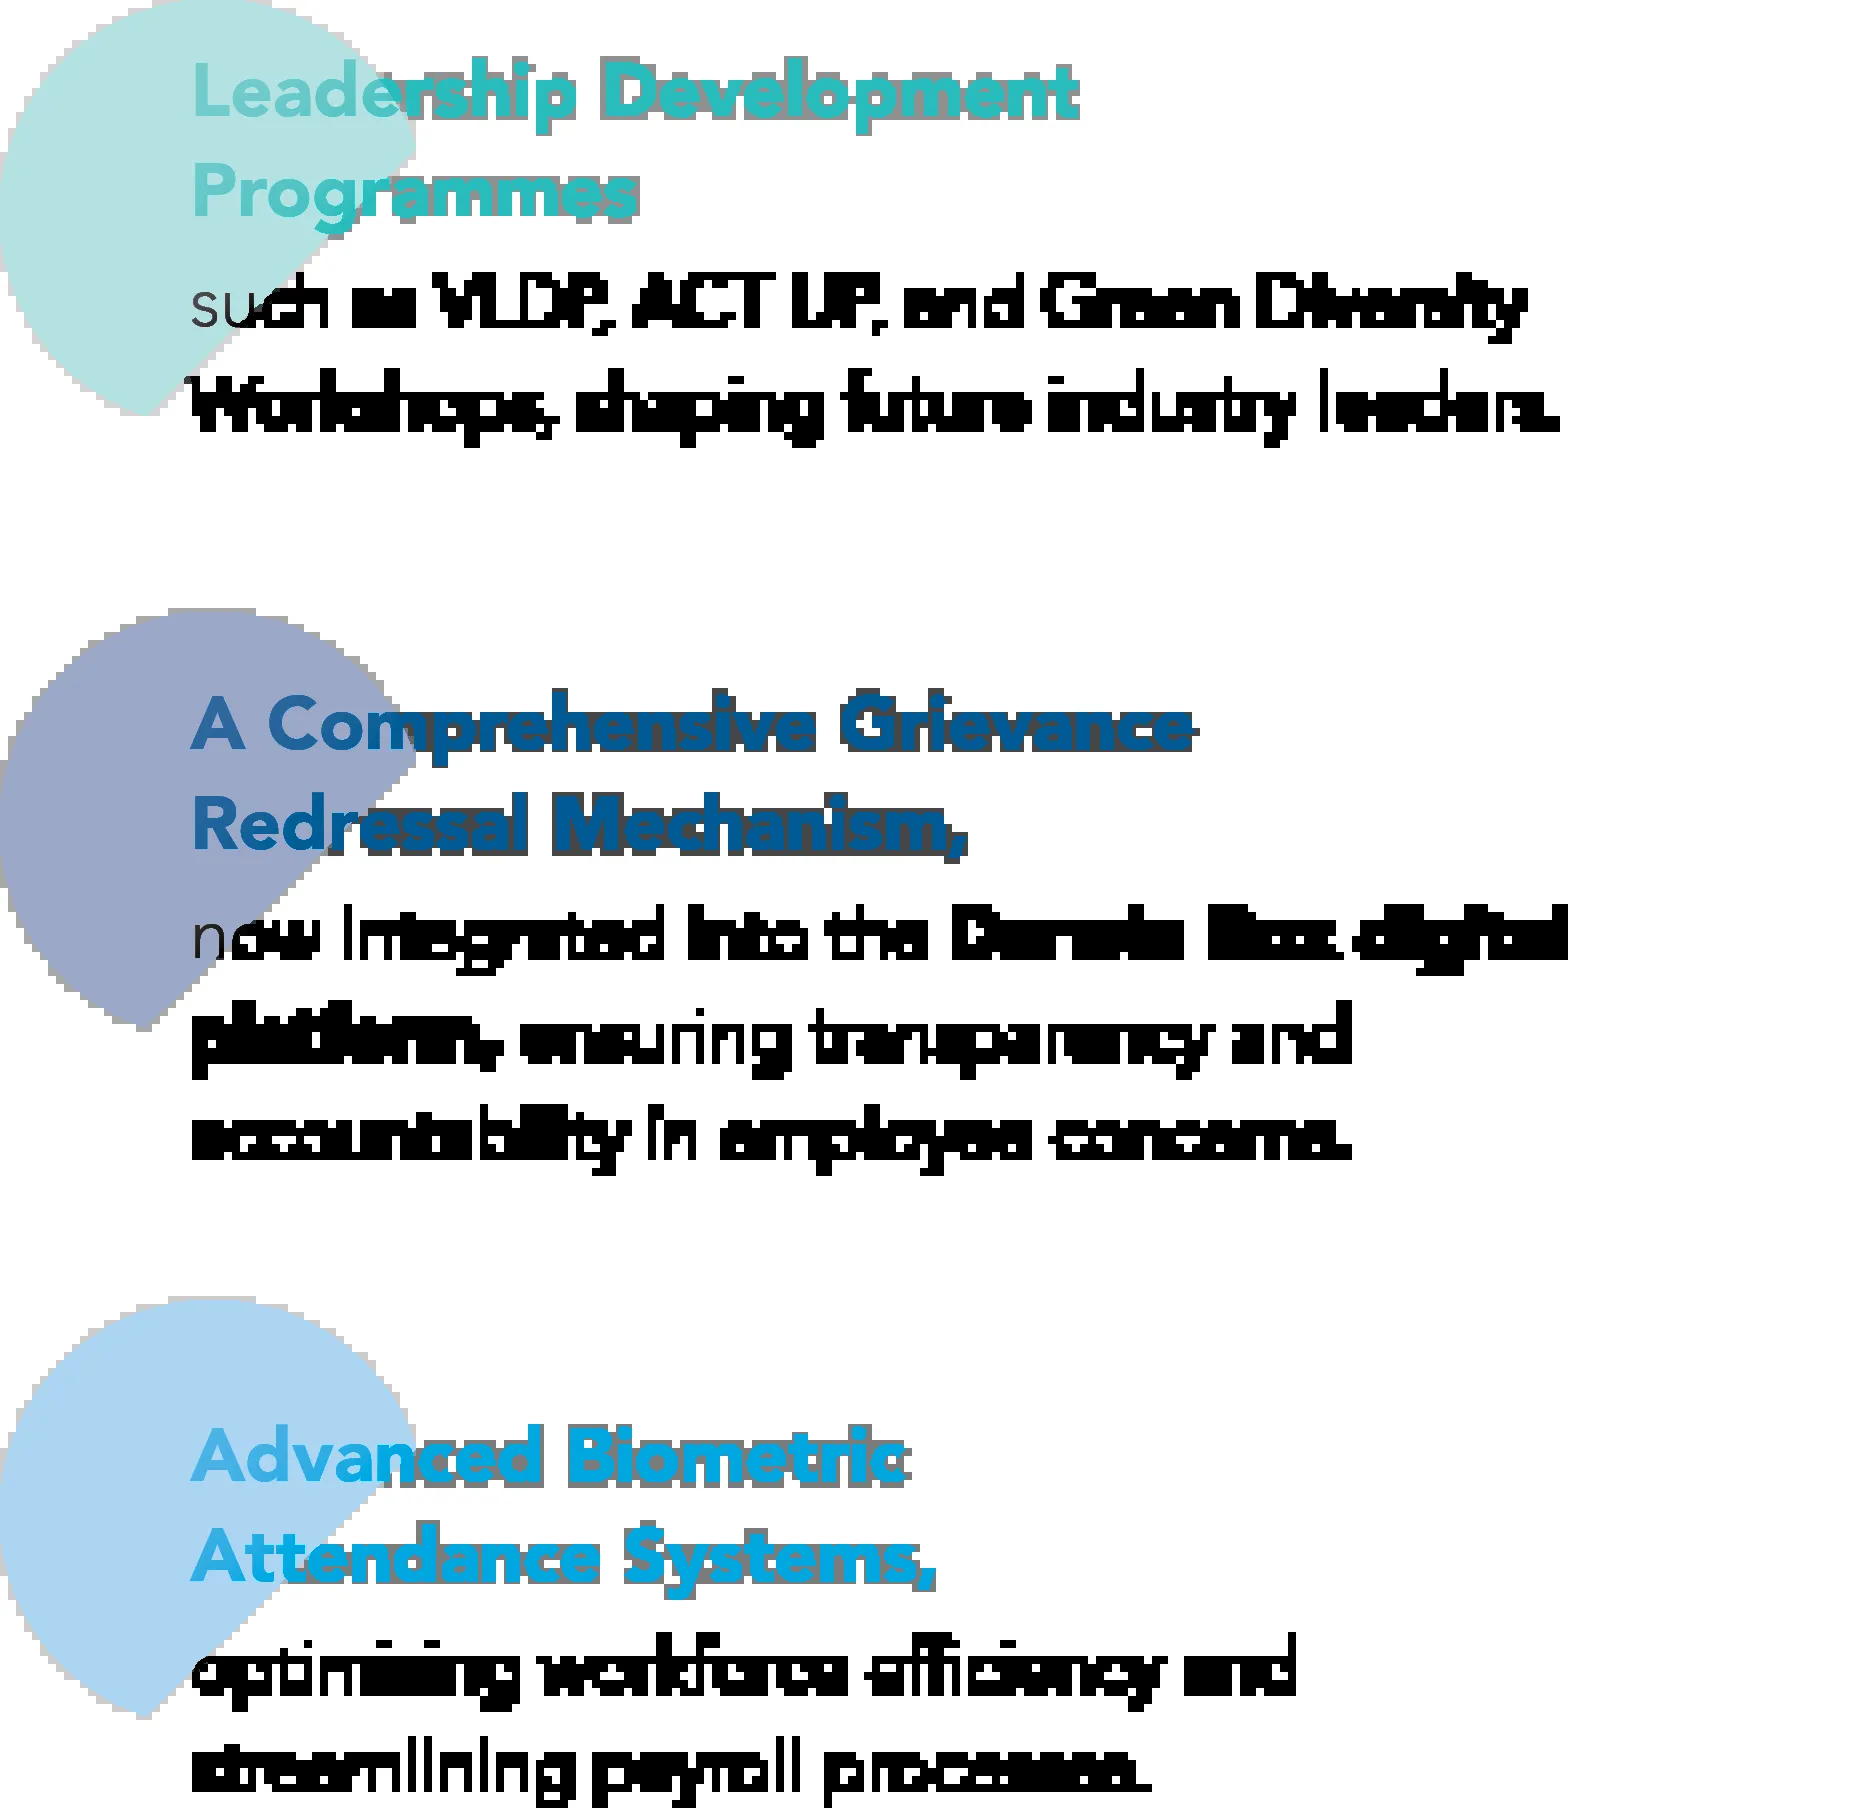 Leadership Development
Programmes
such as VLDP, ACT UP, and Green Diversity
Workshops, shaping future industry leaders.
A Comprehensive Grievance
Redressal Mechanism,
now integrated into the Darwin Box digital
platform, ensuring transparency and
accountability in employee concerns.
Advanced Biometric
Attendance Systems,
optimising workforce efficiency and
streamlining payroll processes.